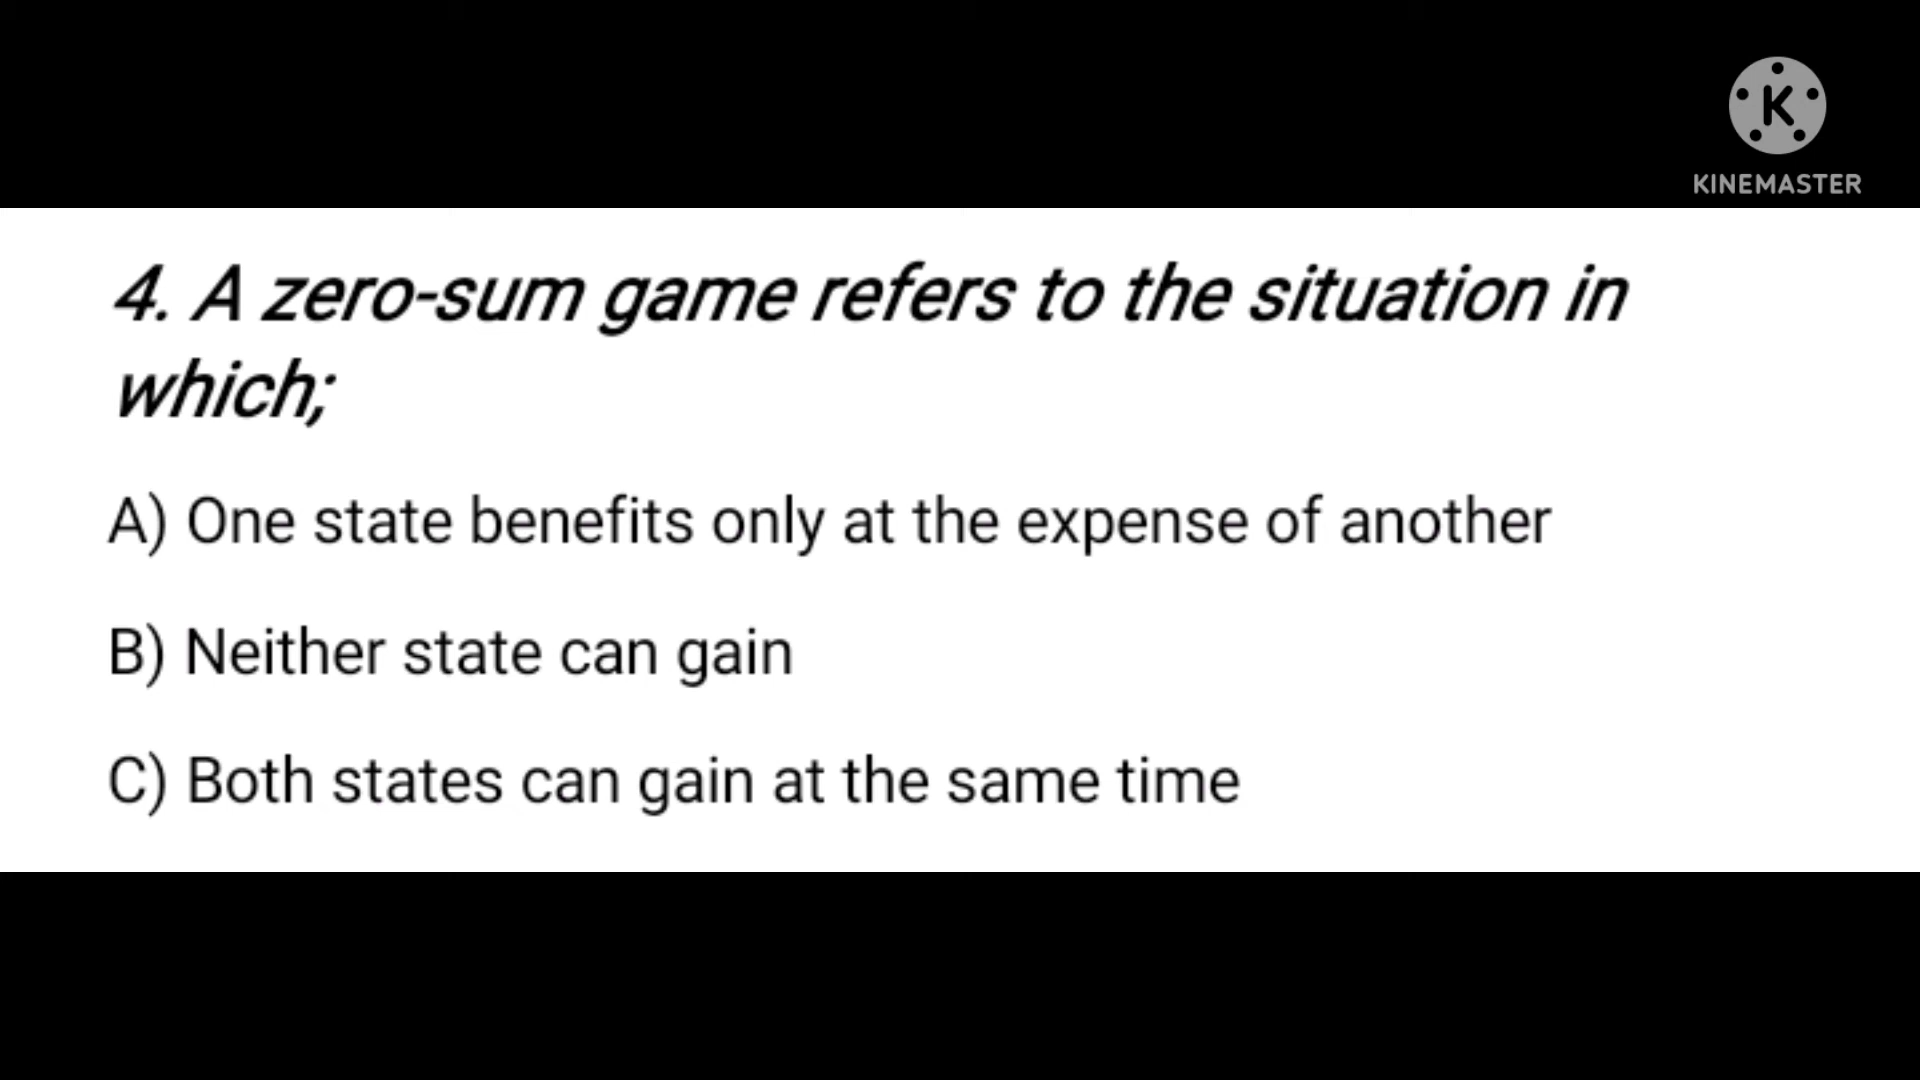 K
KINEMASTER
4. A zero-sum game refers to the situation in
which;
A) One state benefits only at the expense of another
B) Neither state can gain
C) Both states can gain at the same time